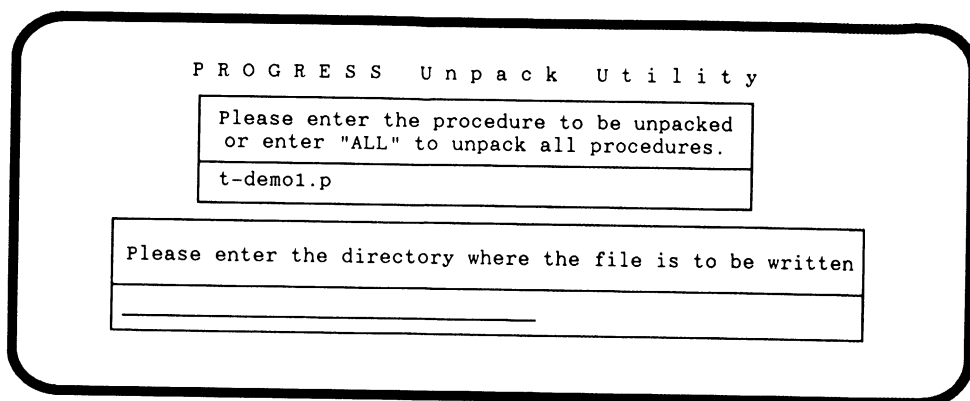 P R O G R E S S   U n p a c k   U t i l i t y
Please enter the procedure to be unpacked
or enter "ALL" to unpack all procedures.
t-demo1.p
Please enter the directory where the file is to be written